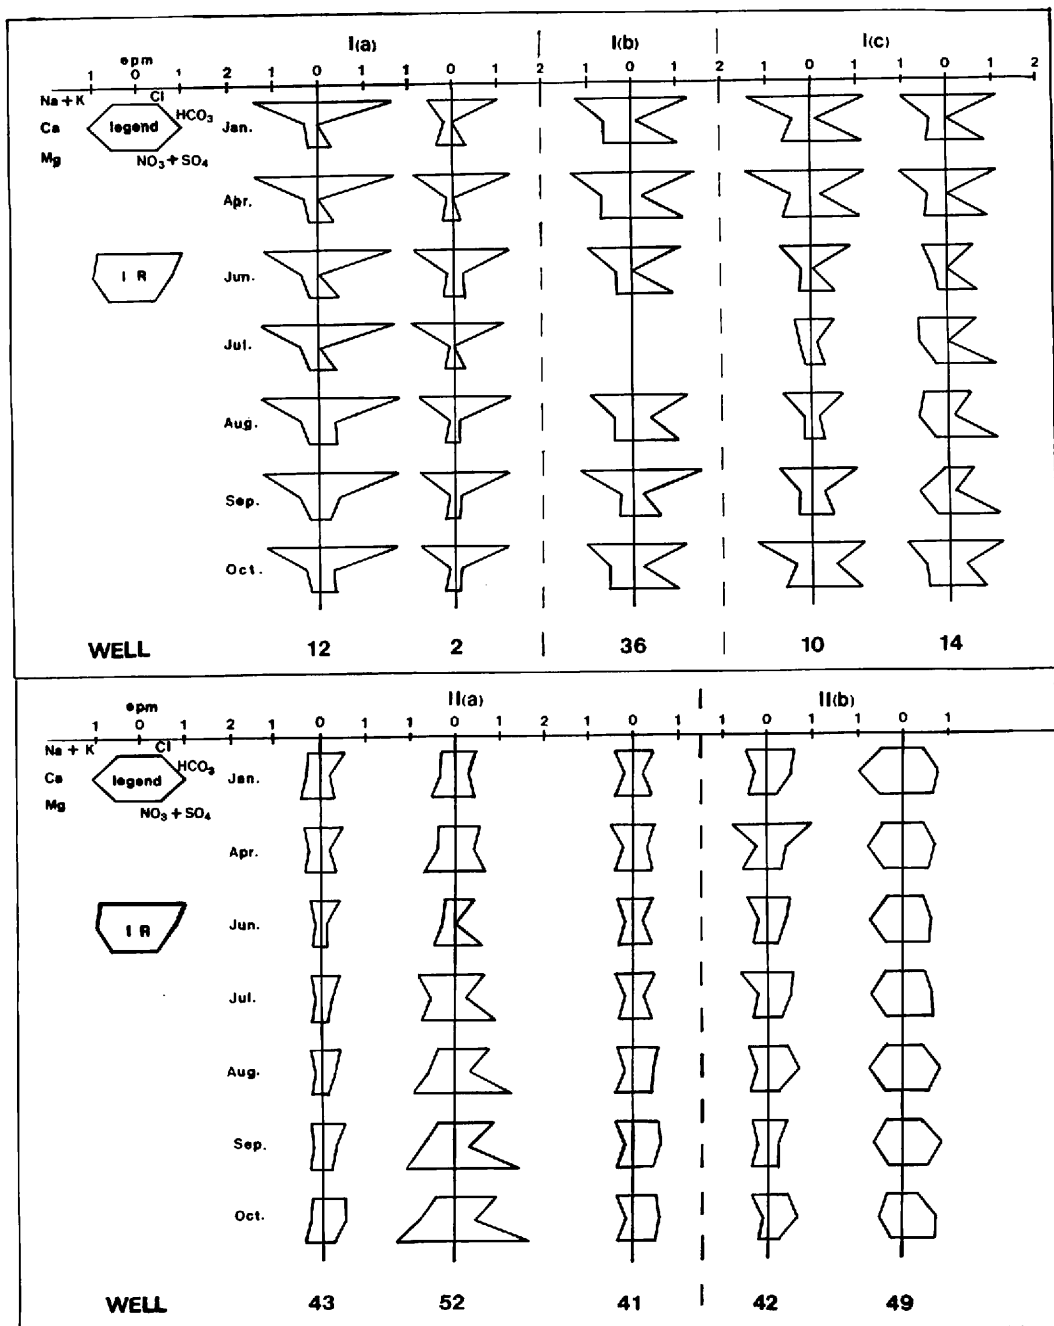 I(a) I(b) I(c)
epm
1 0 1 2 1 0 1 1 0 1 2 1 0 1 2 1 0 1 1 0 1 2
Na + K Cl
HCO₃
Ca legend Jan.
Mg NO₃ + SO₄
Apr.
I R Jun.
Jul.
Aug.
Sep.
Oct.
WELL 12 2 36 10 14
II(a) II(b)
epm
1 0 1 2 1 0 1 1 0 1 2 1 0 1 1 0 1 1 0 1
Na + K Cl
HCO₃
Ca legend Jan.
Mg NO₃ + SO₄
Apr.
I R Jun.
Jul.
Aug.
Sep.
Oct.
WELL 43 52 41 42 49